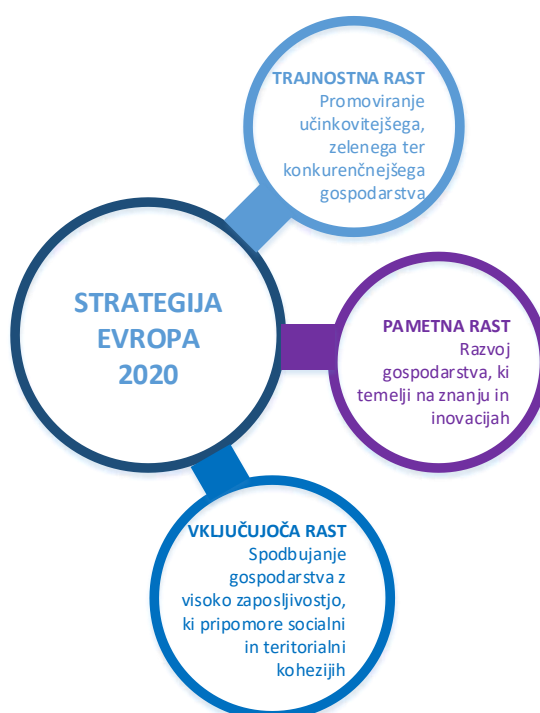 TRAJNOSTNA RAST
Promoviranje
učinkovitejšega,
zelenega ter
konkurenčnejšega
gospodarstva
STRATEGIJA
EVROPA
2020
PAMETNA RAST
Razvoj
gospodarstva, ki
temelji na znanju in
inovacijah
VKLJUČUJOČA RAST
Spodbujanje
gospodarstva z
visoko zaposljivostjo,
ki pripomore socialni
in teritorialni
kohezijih